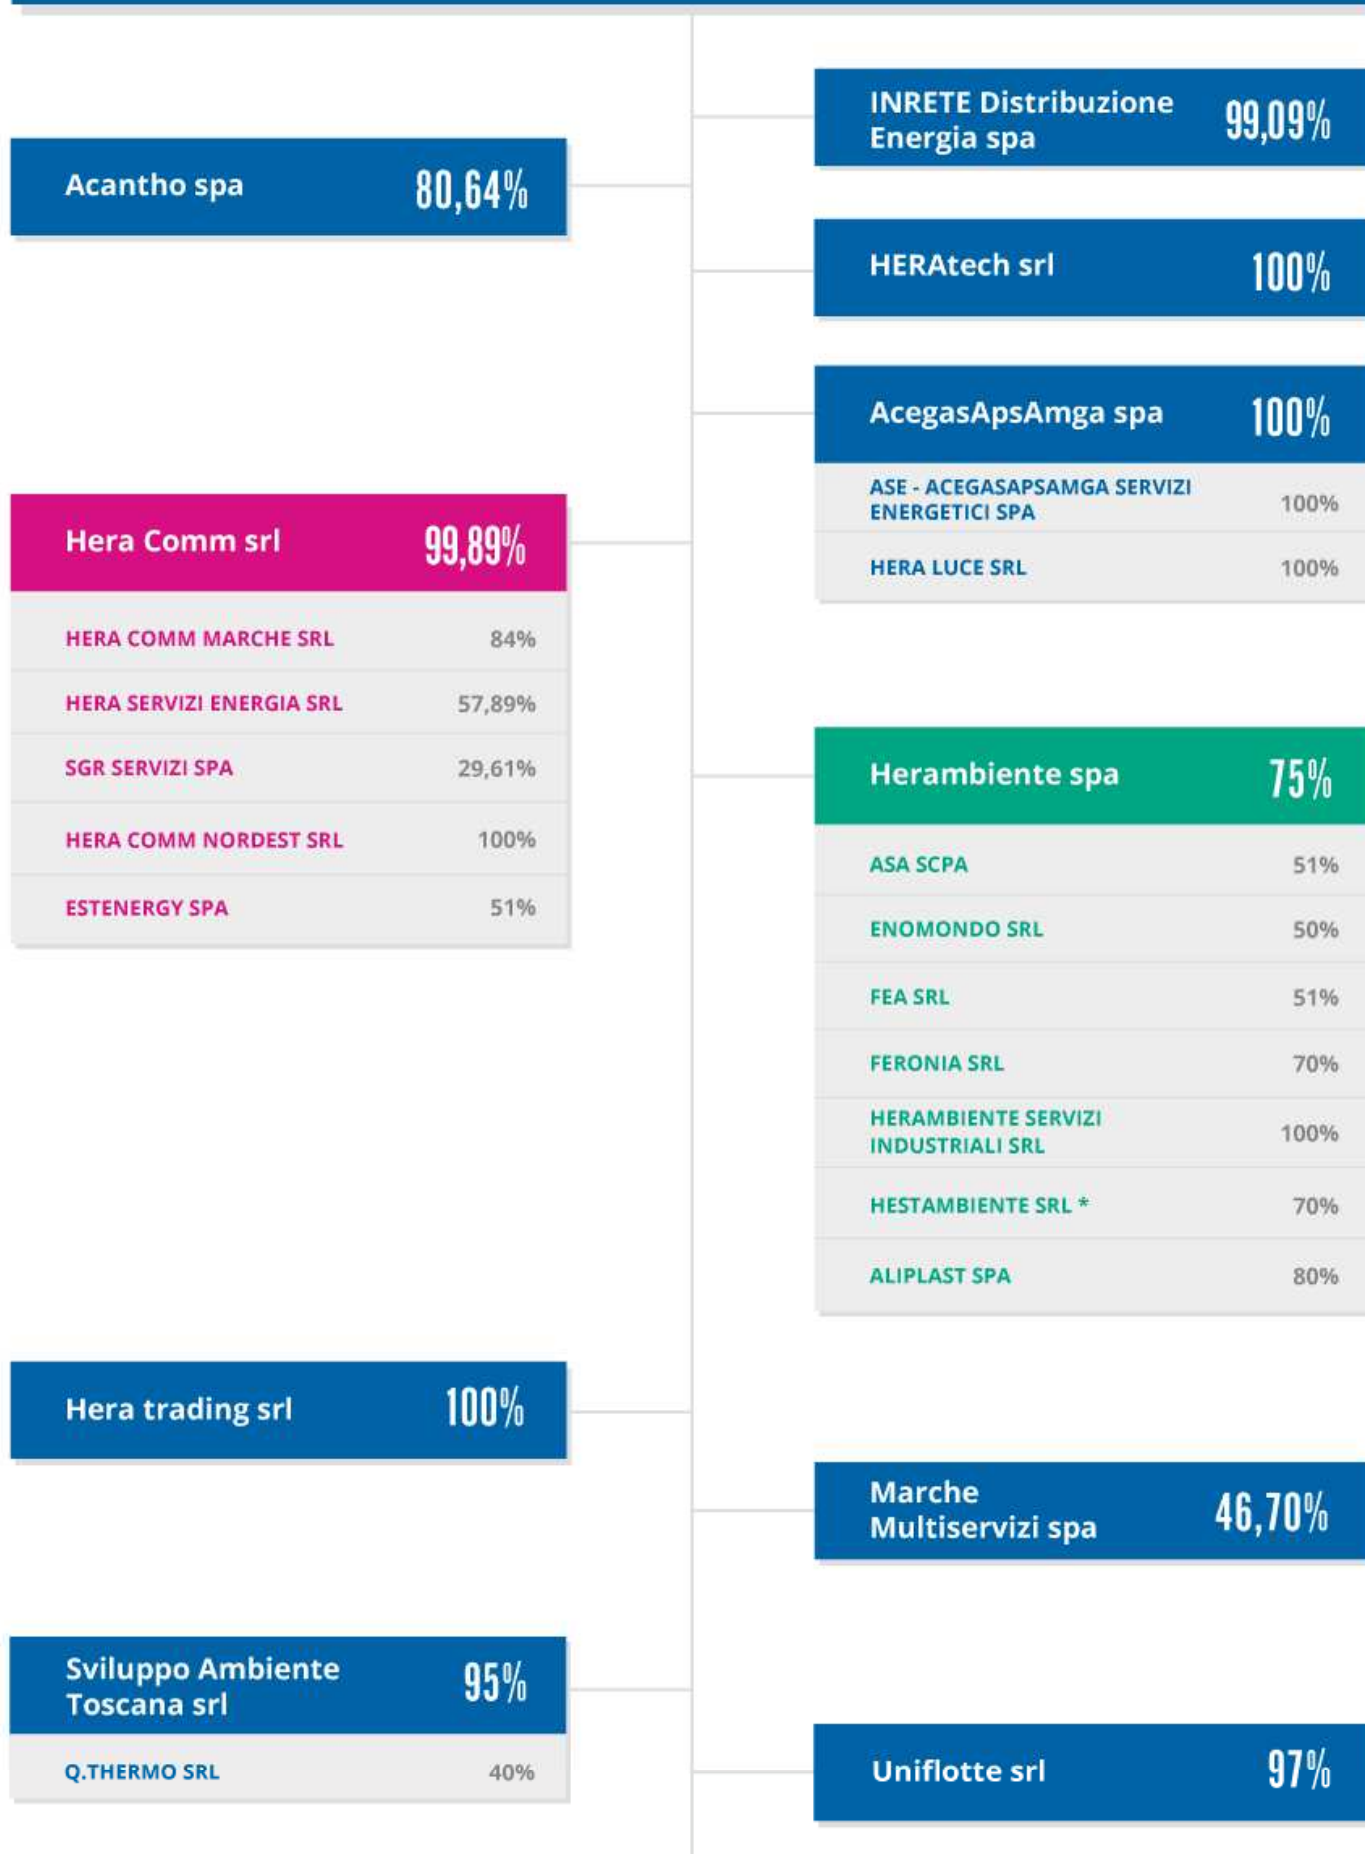 Acantho spa 80,64%
Hera Comm srl 99,89%
HERA COMM MARCHE SRL 84%
HERA SERVIZI ENERGIA SRL 57,89%
SGR SERVIZI SPA 29,61%
HERA COMM NORDEST SRL 100%
ESTENERGY SPA 51%
Hera trading srl 100%
Sviluppo Ambiente
Toscana srl 95%
Q.THERMO SRL 40%
INRETE Distribuzione
Energia spa 99,09%
HERAtech srl 100%
AcegasApsAmga spa 100%
ASE - ACEGASAPSAMGA SERVIZI
ENERGETICI SPA 100%
HERA LUCE SRL 100%
Herambiente spa 75%
ASA SCPA 51%
ENOMONDO SRL 50%
FEA SRL 51%
FERONIA SRL 70%
HERAMBIENTE SERVIZI
INDUSTRIALI SRL 100%
HESTAMBIENTE SRL * 70%
ALIPLAST SPA 80%
Marche
Multiservizi spa 46,70%
Uniflotte srl 97%